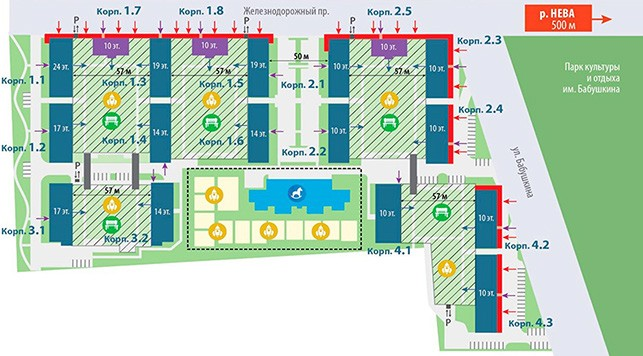 Корп. 1.7
Корп. 1.8
Железнодорожный пр.
Корп. 2.5
р. НЕВА
500 м
P
P
P
Корп. 2.3
10 эт.
10 эт.
10 эт.
Корп. 1.1
24 эт.
57 м
Корп. 1.3
19 эт.
Корп. 1.5
19 эт.
50 м
Корп. 2.1
10 эт.
57 м
10 эт.
Парк культуры
и отдыха
им. Бабушкина
Корп. 2.4
Корп. 1.2
17 эт.
Корп. 1.4
14 эт.
Корп. 1.6
14 эт.
Корп. 2.2
10 эт.
10 эт.
ул. Бабушкина
P
57 м
Корп. 3.1
17 эт.
Корп. 3.2
14 эт.
10 эт.
57 м
10 эт.
Корп. 4.1
Корп. 4.2
10 эт.
P
Корп. 4.3